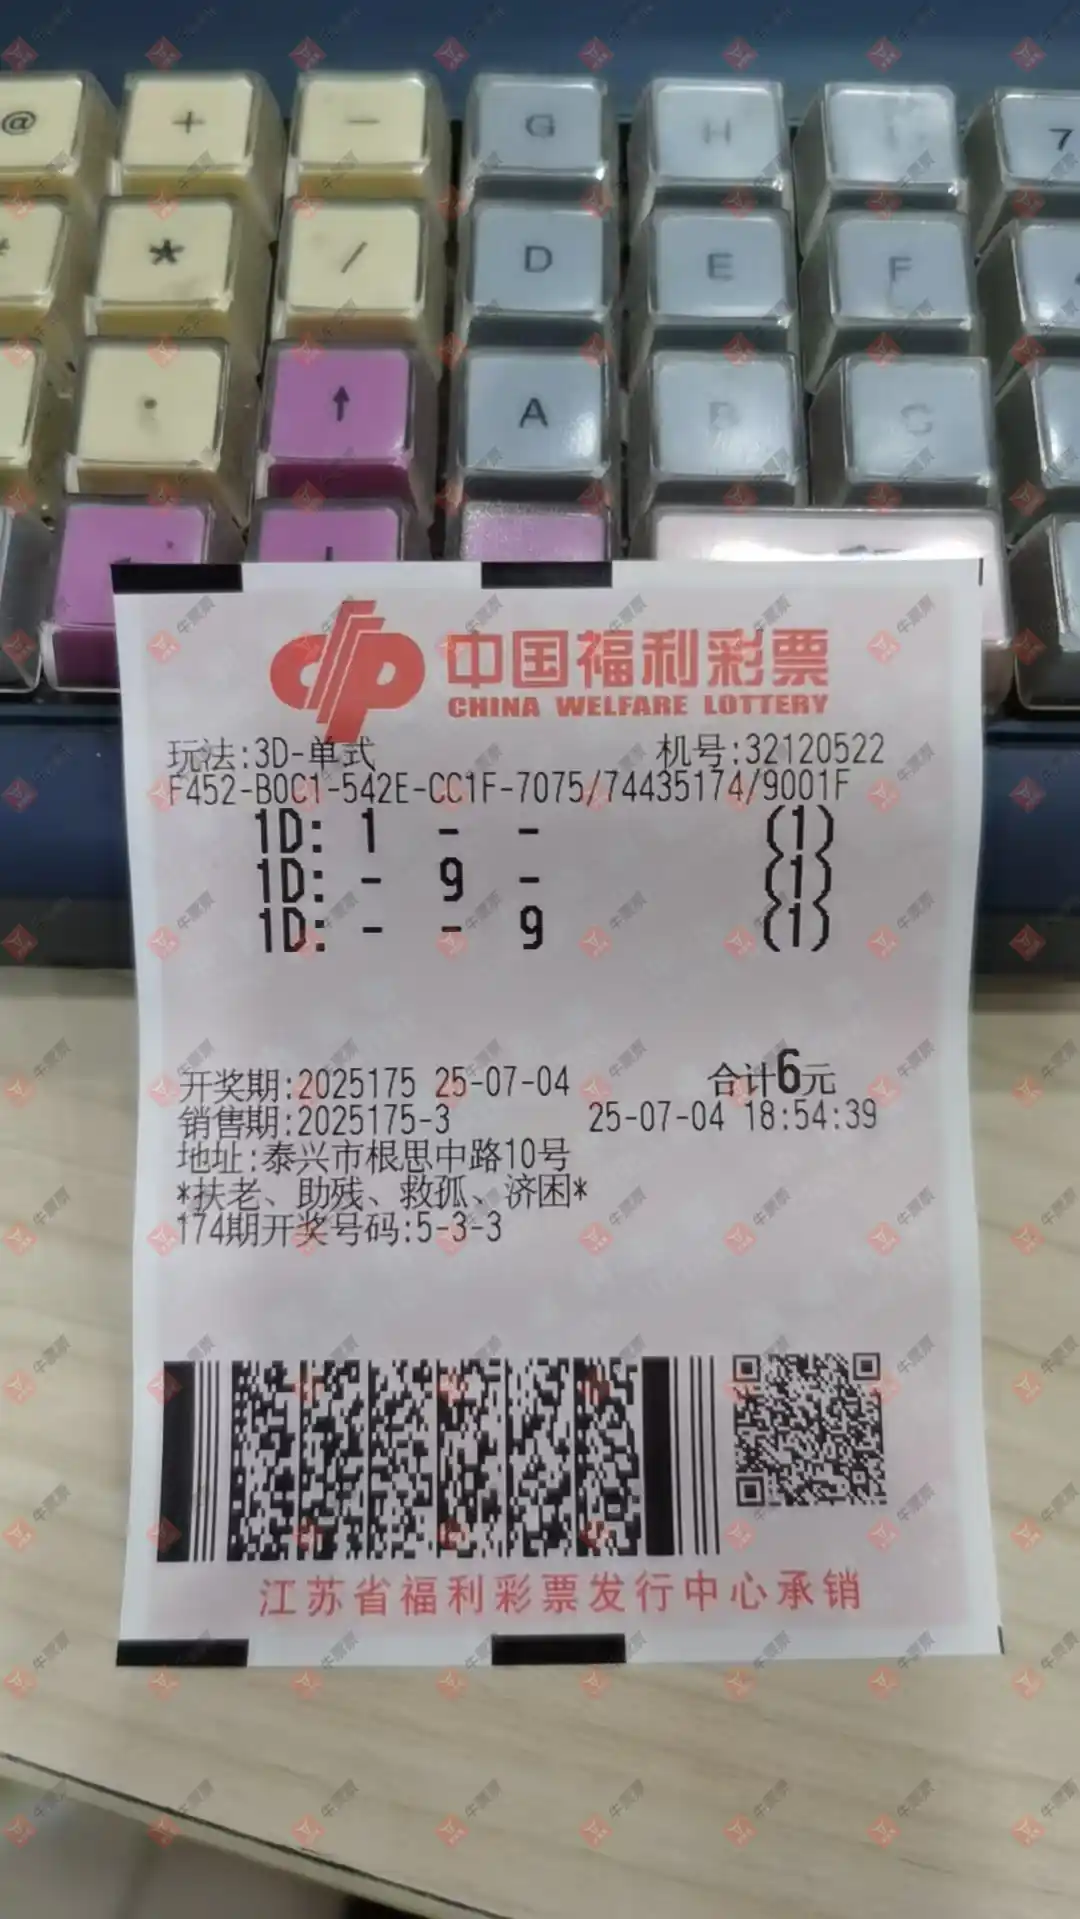 @ + - G H 7
* / D E F
. ↑ A B C
中国福利彩票
CHINA WELFARE LOTTERY
玩法:3D-单式 机号:32120522
F452-B0C1-542E-CC1F-7075/74435174/9001F
1D: 1 - - (1)
1D: - 9 - (1)
1D: - - 9 (1)
开奖期:2025175 25-07-04 合计6元
销售期:2025175-3 25-07-04 18:54:39
地址:泰兴市根思中路10号
*扶老、助残、救孤、济困*
174期开奖号码:5-3-3
江苏省福利彩票发行中心承销
牛票票